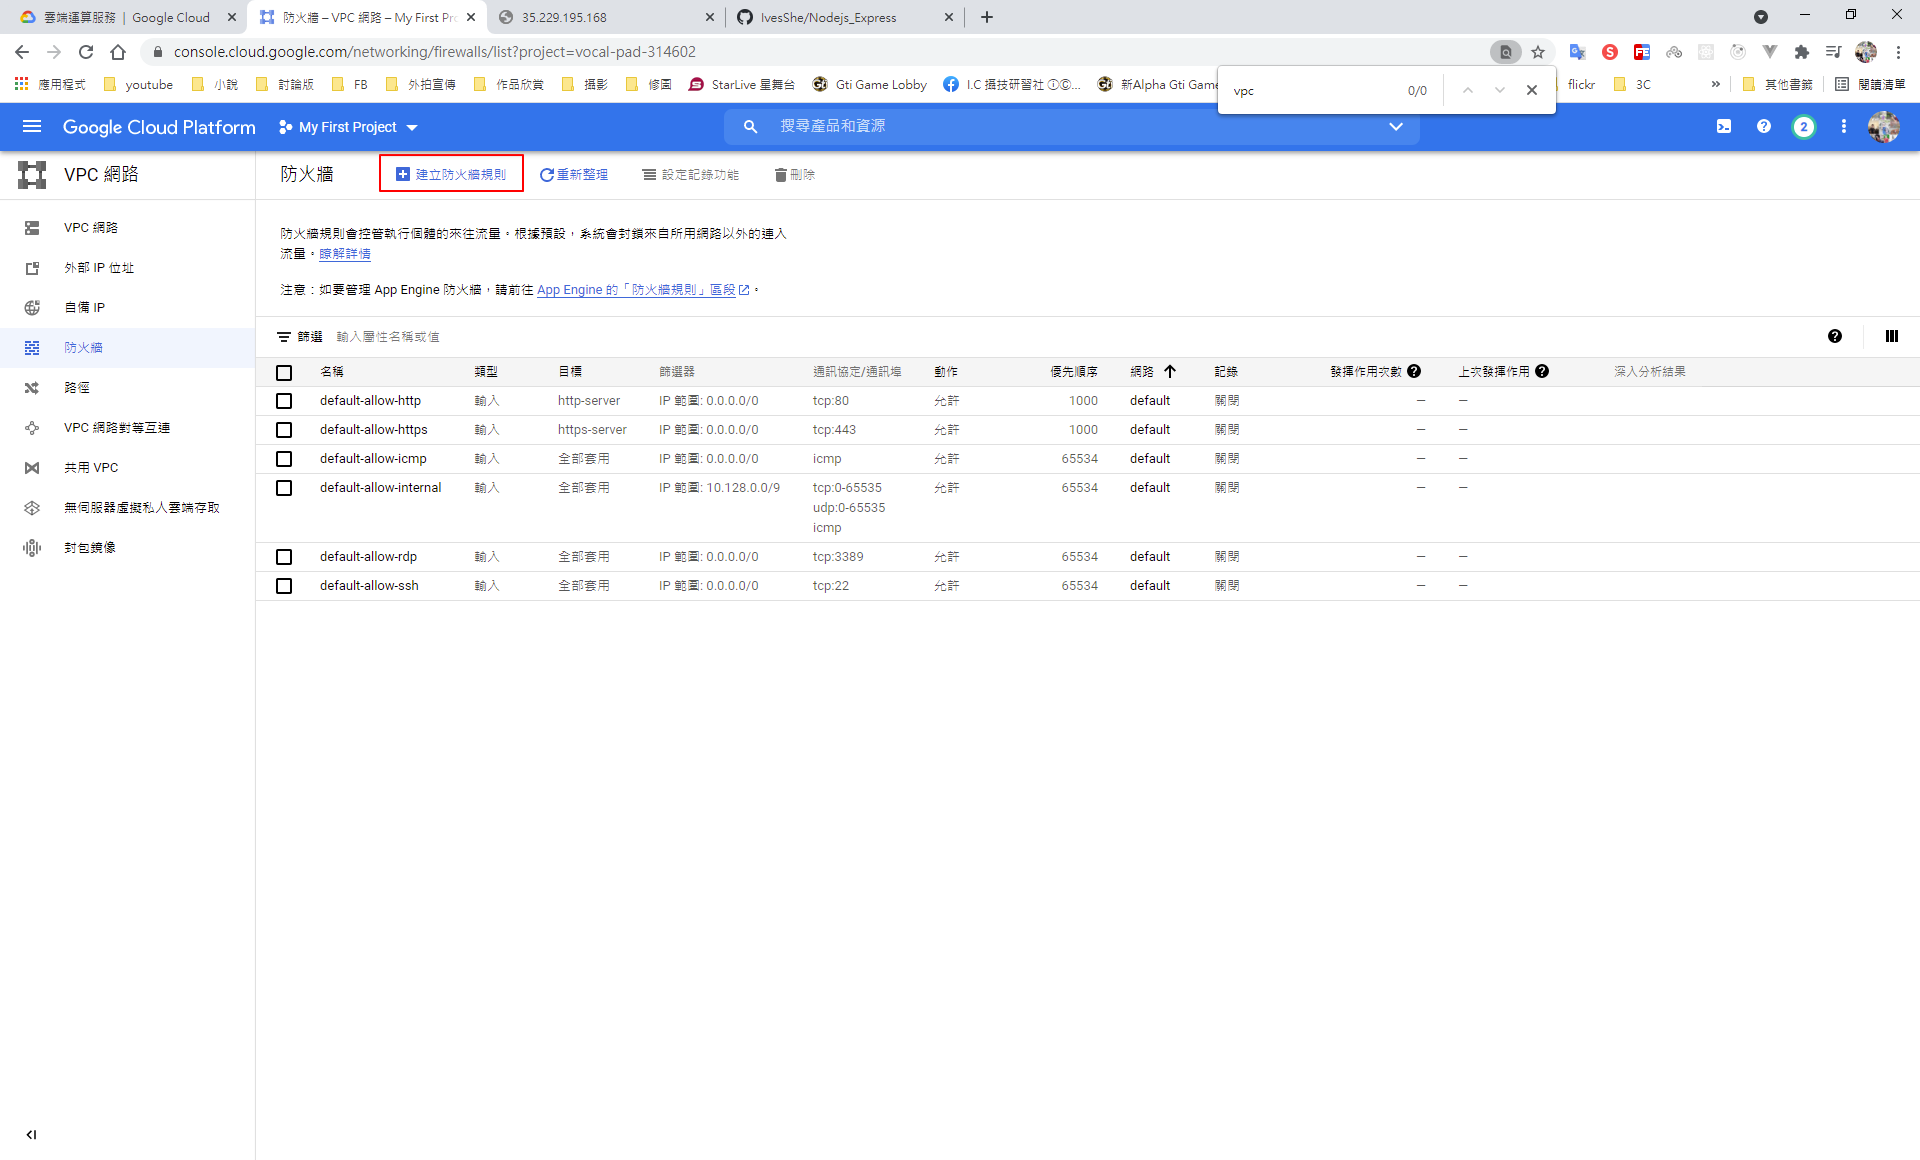 雲端運算服務 | Google Cloud
防火牆 – VPC 網路 – My First Pro
35.229.195.168
IvesShe/Nodejs_Express
console.cloud.google.com/networking/firewalls/list?project=vocal-pad-314602
應用程式
youtube
小說
討論版
FB
外拍宣傳
作品欣賞
攝影
修圖
StarLive 星舞台
Gti Game Lobby
I.C 攝技研習社 ⓘⒸ...
新Alpha Gti Game
flickr
3C
»
其他書籤
閱讀清單
vpc
0/0
Google Cloud Platform
My First Project
搜尋產品和資源
2
VPC 網路
防火牆
建立防火牆規則
重新整理
設定記錄功能
刪除
VPC 網路
外部 IP 位址
自備 IP
防火牆
路徑
VPC 網路對等互連
共用 VPC
無伺服器虛擬私人雲端存取
封包鏡像
防火牆規則會控管執行個體的來往流量。根據預設，系統會封鎖來自所用網路以外的連入
流量。瞭解詳情
注意：如要管理 App Engine 防火牆，請前往 App Engine 的「防火牆規則」區段。
篩選 輸入屬性名稱或值
名稱 類型 目標 篩選器 通訊協定/通訊埠 動作 優先順序 網路 記錄 發揮作用次數 上次發揮作用 深入分析結果
default-allow-http 輸入 http-server IP 範圍: 0.0.0.0/0 tcp:80 允許 1000 default 關閉 — —
default-allow-https 輸入 https-server IP 範圍: 0.0.0.0/0 tcp:443 允許 1000 default 關閉 — —
default-allow-icmp 輸入 全部套用 IP 範圍: 0.0.0.0/0 icmp 允許 65534 default 關閉 — —
default-allow-internal 輸入 全部套用 IP 範圍: 10.128.0.0/9 tcp:0-65535 允許 65534 default 關閉 — —
udp:0-65535
icmp
default-allow-rdp 輸入 全部套用 IP 範圍: 0.0.0.0/0 tcp:3389 允許 65534 default 關閉 — —
default-allow-ssh 輸入 全部套用 IP 範圍: 0.0.0.0/0 tcp:22 允許 65534 default 關閉 — —